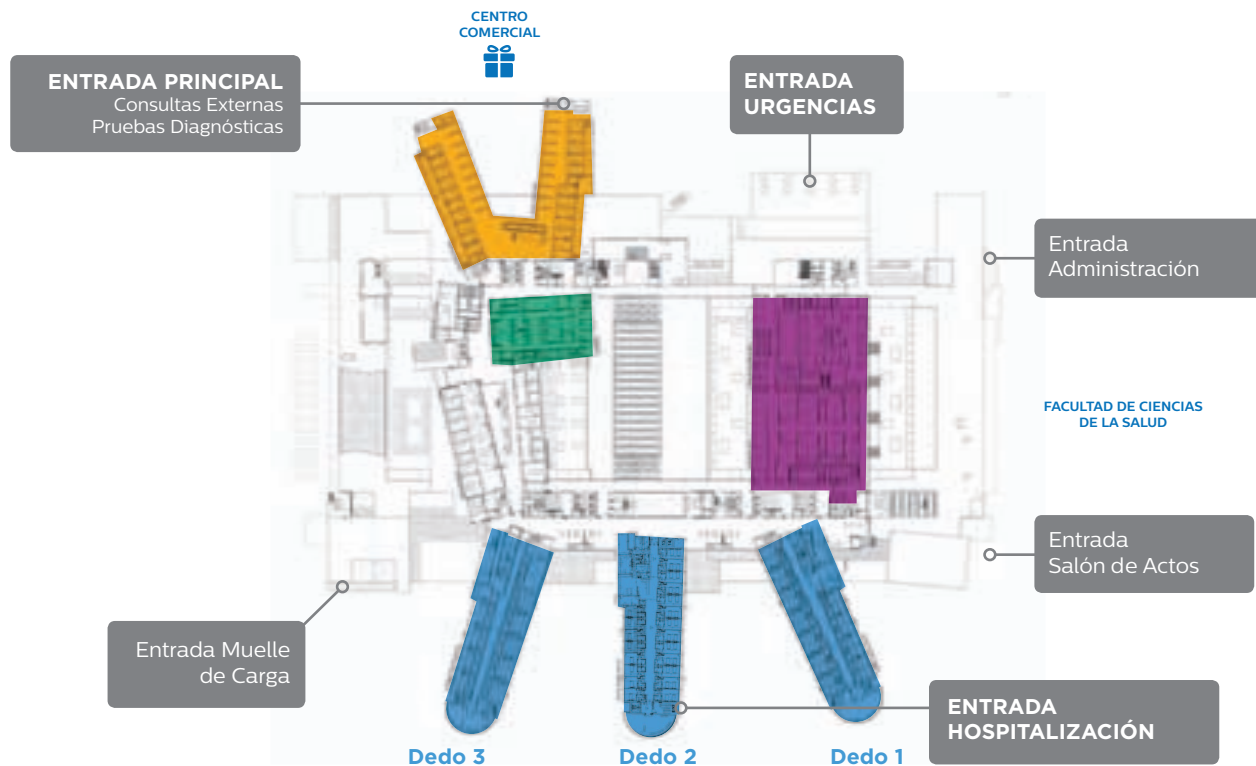 CENTRO
COMERCIAL
ENTRADA PRINCIPAL
Consultas Externas
Pruebas Diagnósticas
ENTRADA
URGENCIAS
Entrada
Administración
FACULTAD DE CIENCIAS
DE LA SALUD
Entrada
Salón de Actos
Entrada Muelle
de Carga
ENTRADA
HOSPITALIZACIÓN
Dedo 3
Dedo 2
Dedo 1